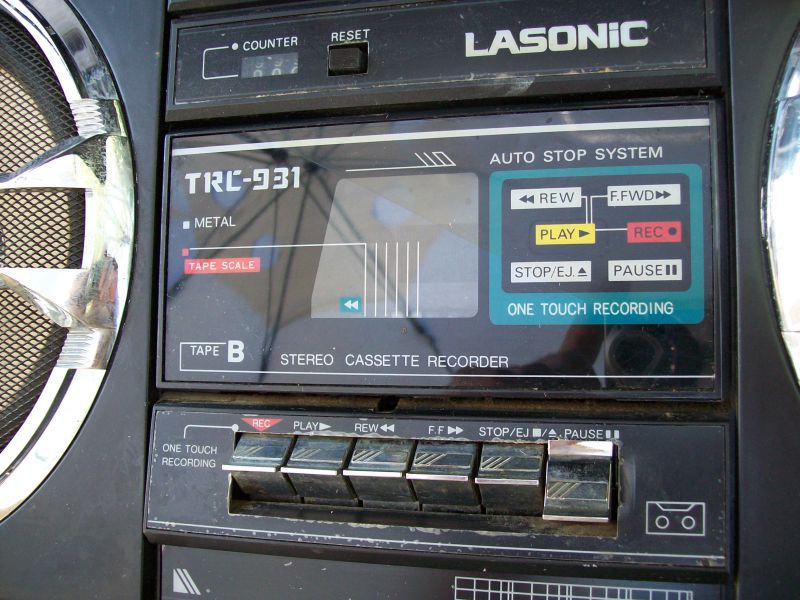 COUNTER
RESET
LASONIC
TRC-931
METAL
TAPE SCALE
AUTO STOP SYSTEM
◀◀ REW
F.FWD ▶▶
PLAY ▶
REC ●
STOP/EJ. ▲
PAUSE ▮▮
ONE TOUCH RECORDING
◀◀
TAPE B
STEREO CASSETTE RECORDER
ONE TOUCH
RECORDING
REC
PLAY ▶
REW ◀◀
F.F ▶▶
STOP/EJ ■/▲
PAUSE ▮▮